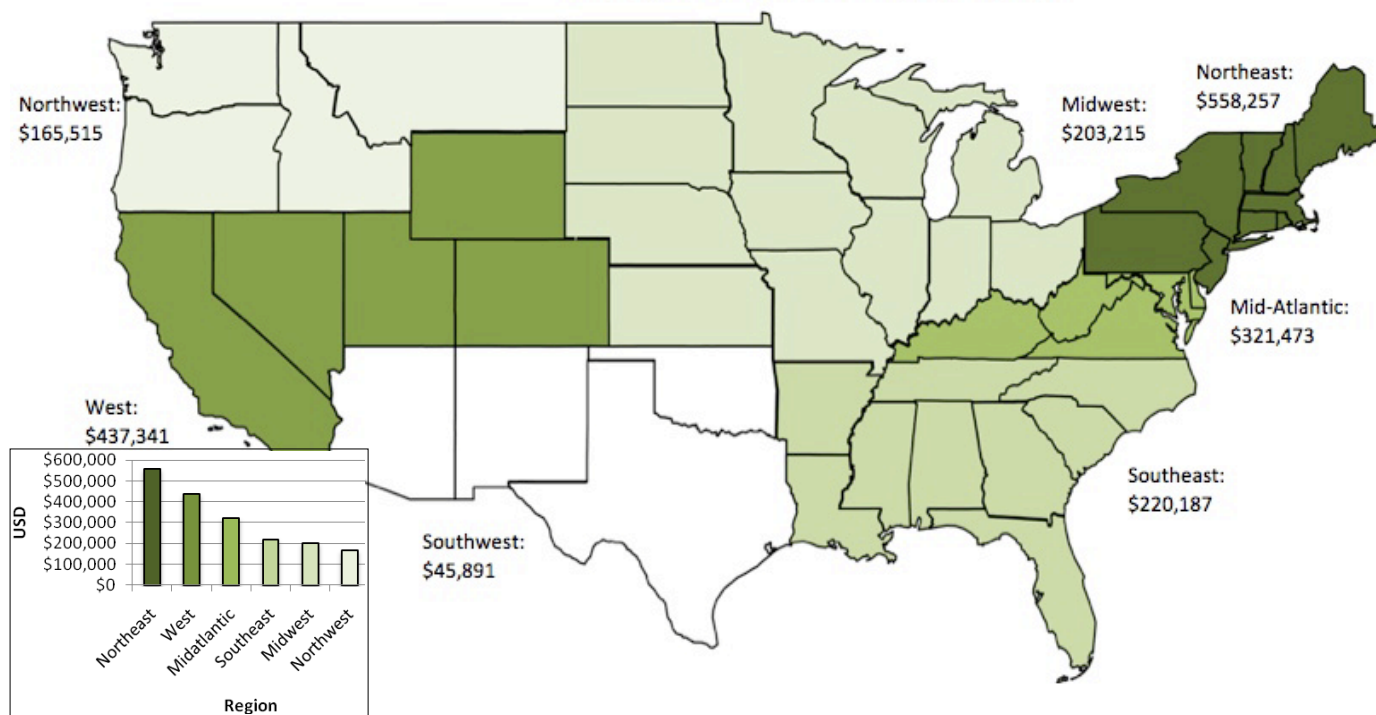 Northwest:
$165,515
Midwest:
$203,215
Northeast:
$558,257
Mid-Atlantic:
$321,473
West:
$437,341
Southeast:
$220,187
Southwest:
$45,891
$600,000
$500,000
$400,000
$300,000
$200,000
$100,000
$0
USD
Northeast
West
Midatlantic
Southeast
Midwest
Northwest
Region